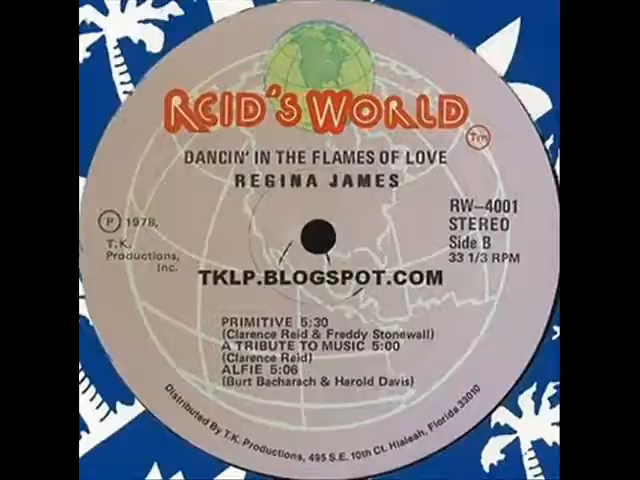 REID'S WORLD
TM
DANCIN' IN THE FLAMES OF LOVE
REGINA JAMES
RW-4001
STEREO
Side B
33 1/3 RPM
P 1978,
T.K.
Productions,
Inc.
TKLP.BLOGSPOT.COM
PRIMITIVE 5:30
(Clarence Reid & Freddy Stonewall)
A TRIBUTE TO MUSIC 5:00
(Clarence Reid)
ALFIE 5:06
(Burt Bacharach & Harold Davis)
Distributed By T.K. Productions, 495 S.E. 10th Ct. Hialeah, Florida 33010